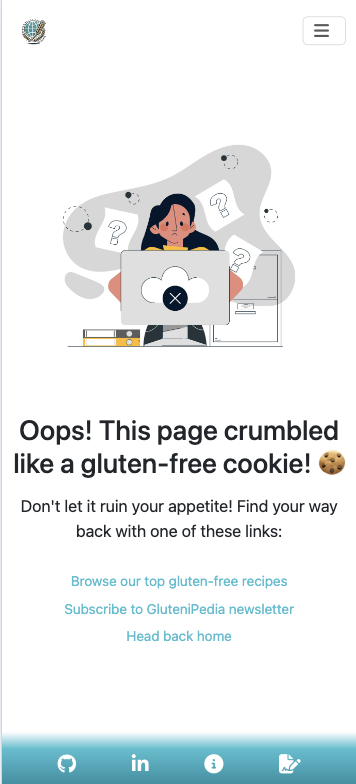 ? ? ?
Oops! This page crumbled
like a gluten-free cookie! 🍪
Don't let it ruin your appetite! Find your way
back with one of these links:
Browse our top gluten-free recipes
Subscribe to GluteniPedia newsletter
Head back home
in